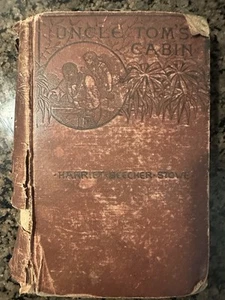 UNCLE TOM'S
CABIN
HARRIET BEECHER STOWE